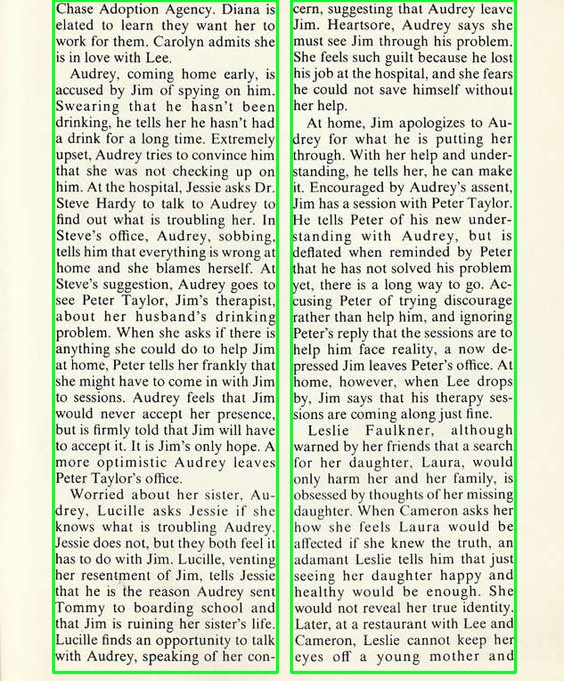 Chase Adoption Agency. Diana is
elated to learn they want her to
work for them. Carolyn admits she
is in love with Lee.
Audrey, coming home early, is
accused by Jim of spying on him.
Swearing that he hasn't been
drinking, he tells her he hasn't had
a drink for a long time. Extremely
upset, Audrey tries to convince him
that she was not checking up on
him. At the hospital, Jessie asks Dr.
Steve Hardy to talk to Audrey to
find out what is troubling her. In
Steve's office, Audrey, sobbing,
tells him that everything is wrong at
home and she blames herself. At
Steve's suggestion, Audrey goes to
see Peter Taylor, Jim's therapist,
about her husband's drinking
problem. When she asks if there is
anything she could do to help Jim
at home, Peter tells her frankly that
she might have to come in with Jim
to sessions. Audrey feels that Jim
would never accept her presence,
but is firmly told that Jim will have
to accept it. It is Jim's only hope. A
more optimistic Audrey leaves
Peter Taylor's office.
Worried about her sister, Au-
drey, Lucille asks Jessie if she
knows what is troubling Audrey.
Jessie does not, but they both feel it
has to do with Jim. Lucille, venting
her resentment of Jim, tells Jessie
that he is the reason Audrey sent
Tommy to boarding school and
that Jim is ruining her sister's life.
Lucille finds an opportunity to talk
with Audrey, speaking of her con-
cern, suggesting that Audrey leave
Jim. Heartsore, Audrey says she
must see Jim through his problem.
She feels such guilt because he lost
his job at the hospital, and she fears
he could not save himself without
her help.
At home, Jim apologizes to Au-
drey for what he is putting her
through. With her help and under-
standing, he tells her, he can make
it. Encouraged by Audrey's assent,
Jim has a session with Peter Taylor.
He tells Peter of his new under-
standing with Audrey, but is
deflated when reminded by Peter
that he has not solved his problem
yet, there is a long way to go. Ac-
cusing Peter of trying discourage
rather than help him, and ignoring
Peter's reply that the sessions are to
help him face reality, a now de-
pressed Jim leaves Peter's office. At
home, however, when Lee drops
by, Jim says that his therapy ses-
sions are coming along just fine.
Leslie Faulkner, although
warned by her friends that a search
for her daughter, Laura, would
only harm her and her family, is
obsessed by thoughts of her missing
daughter. When Cameron asks her
how she feels Laura would be
affected if she knew the truth, an
adamant Leslie tells him that just
seeing her daughter happy and
healthy would be enough. She
would not reveal her true identity.
Later, at a restaurant with Lee and
Cameron, Leslie cannot keep her
eyes off a young mother and